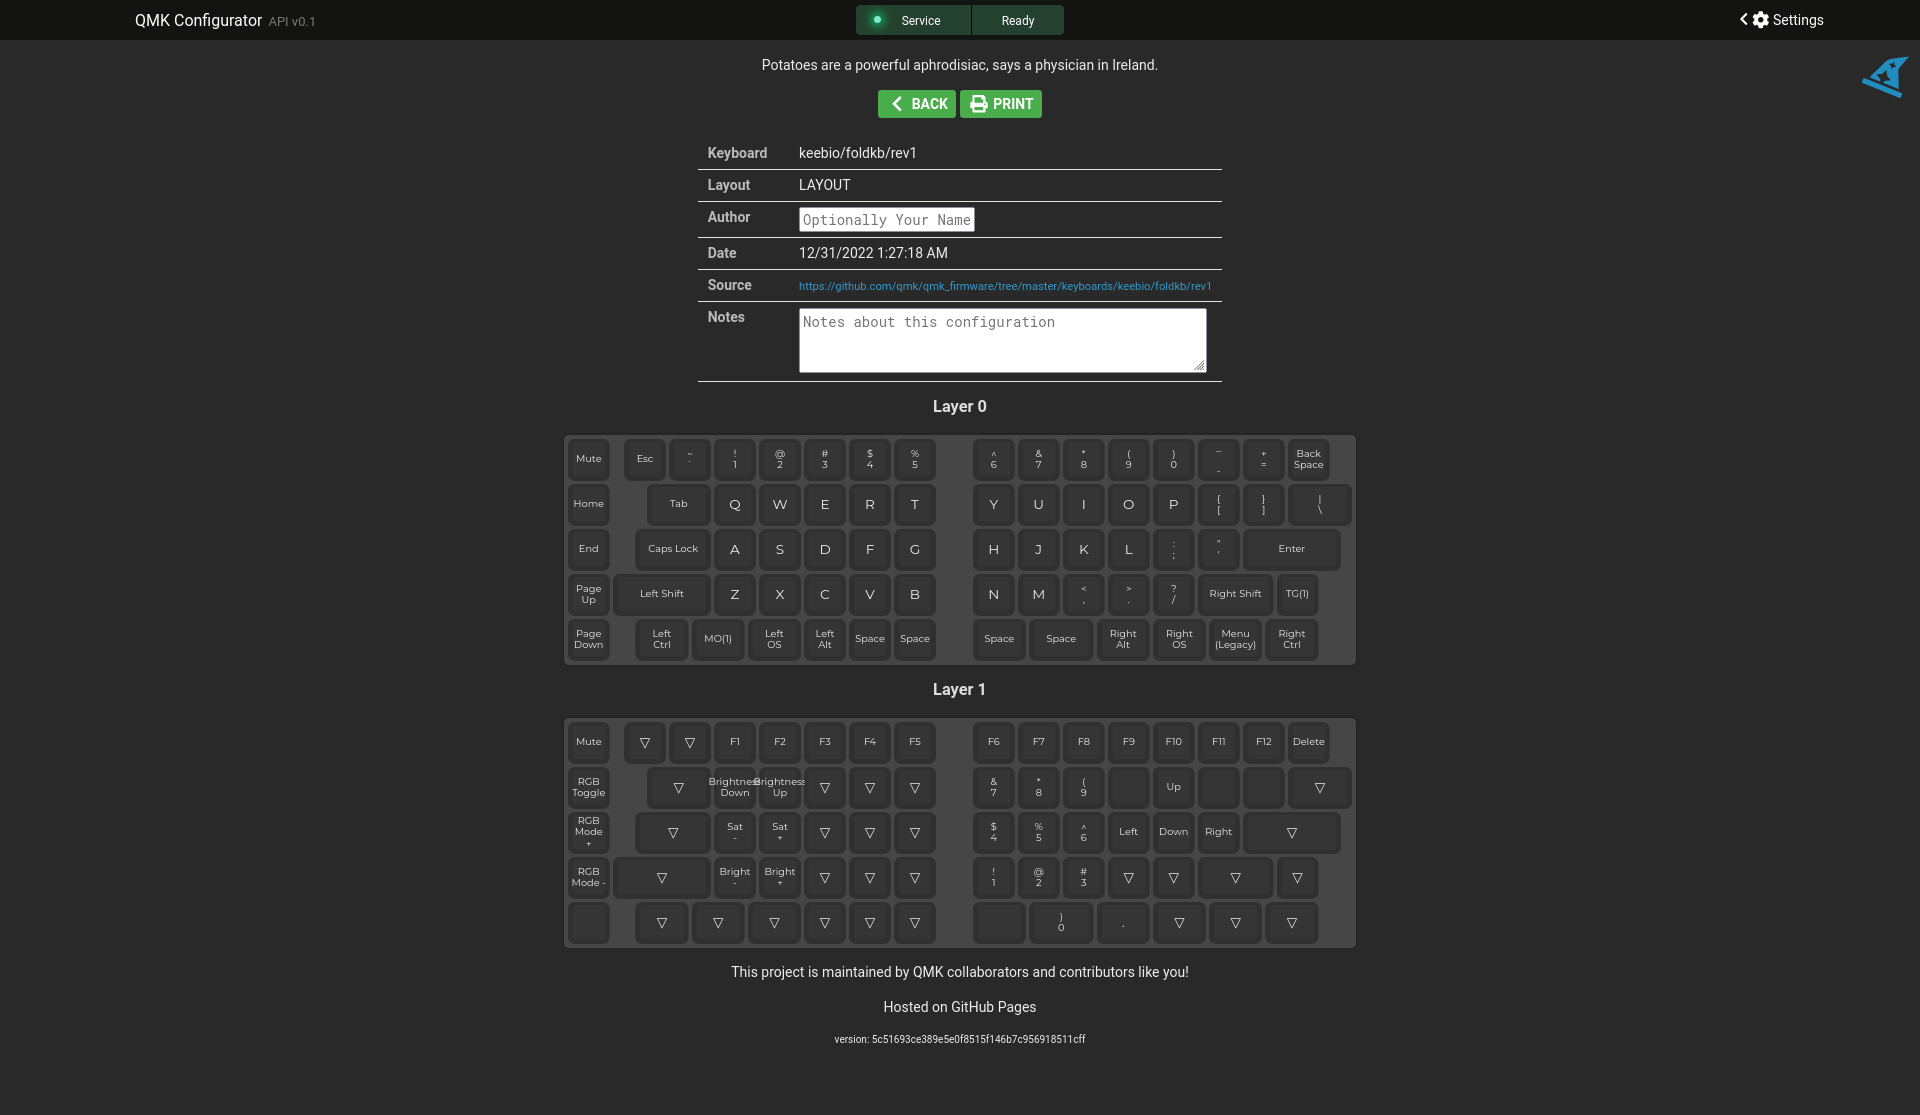 QMK Configurator API v0.1
Service Ready
Settings
Potatoes are a powerful aphrodisiac, says a physician in Ireland.
BACK PRINT
Keyboard keebio/foldkb/rev1
Layout LAYOUT
Author Optionally Your Name
Date 12/31/2022 1:27:18 AM
Source https://github.com/qmk/qmk_firmware/tree/master/keyboards/keebio/foldkb/rev1
Notes Notes about this configuration
Layer 0
Mute Esc ~ ` ! 1 @ 2 # 3 $ 4 % 5 ^ 6 & 7 * 8 ( 9 ) 0 _ - + = Back Space
Home Tab Q W E R T Y U I O P { [ } ] | \
End Caps Lock A S D F G H J K L : ; " ' Enter
Page Up Left Shift Z X C V B N M < , > . ? / Right Shift TG(1)
Page Down Left Ctrl MO(1) Left OS Left Alt Space Space Space Space Right Alt Right OS Menu (Legacy) Right Ctrl
Layer 1
Mute ▽ ▽ F1 F2 F3 F4 F5 F6 F7 F8 F9 F10 F11 F12 Delete
RGB Toggle ▽ Brightness Down Brightness Up ▽ ▽ ▽ & 7 * 8 ( 9 Up ▽
RGB Mode + ▽ Sat - Sat + ▽ ▽ ▽ $ 4 % 5 ^ 6 Left Down Right ▽
RGB Mode - ▽ Bright - Bright + ▽ ▽ ▽ ! 1 @ 2 # 3 ▽ ▽ ▽ ▽
▽ ▽ ▽ ▽ ▽ ▽ ) 0 . ▽ ▽ ▽
This project is maintained by QMK collaborators and contributors like you!
Hosted on GitHub Pages
version: 5c51693ce389e5e0f8515f146b7c956918511cff